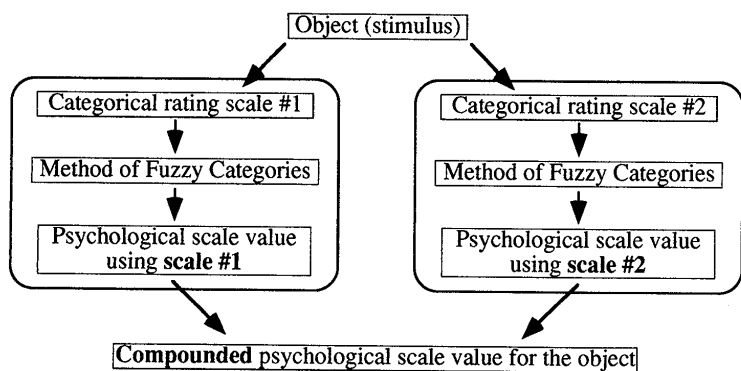 Object (stimulus)
Categorical rating scale #1
Method of Fuzzy Categories
Psychological scale value
using scale #1
Categorical rating scale #2
Method of Fuzzy Categories
Psychological scale value
using scale #2
Compounded psychological scale value for the object